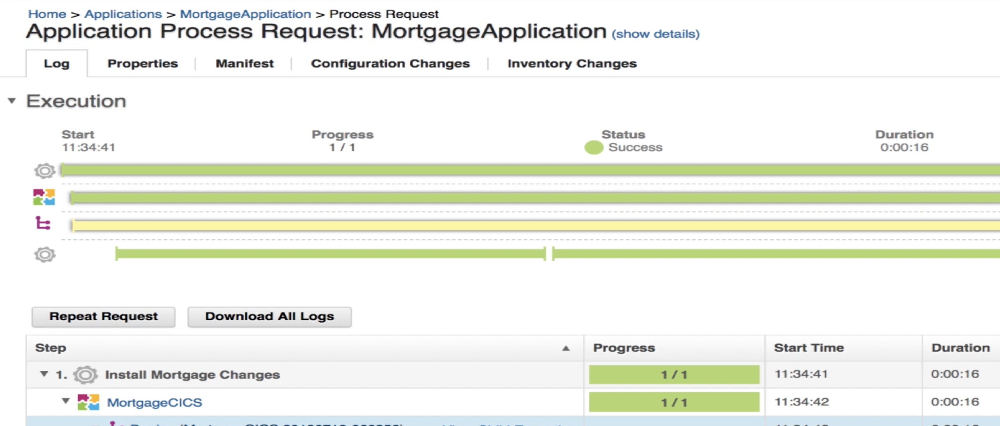 Home > Applications > MortgageApplication > Process Request
Application Process Request: MortgageApplication (show details)
Log Properties Manifest Configuration Changes Inventory Changes
Execution
Start Progress Status Duration
11:34:41 1 / 1 Success 0:00:16
Repeat Request Download All Logs
Step Progress Start Time Duration
1. Install Mortgage Changes 1 / 1 11:34:41 0:00:16
MortgageCICS 1 / 1 11:34:42 0:00:16